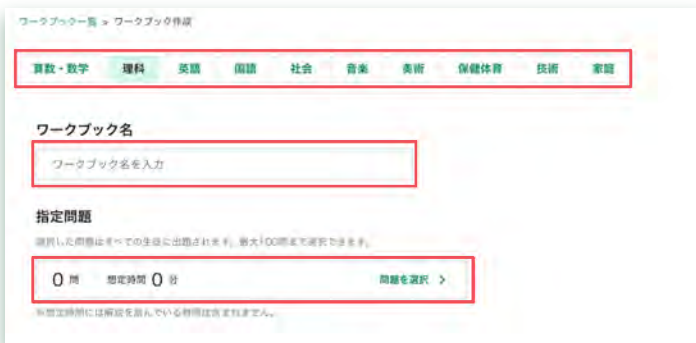 ワークブック一覧 » ワークブック作成
算数・数学 理科 英語 国語 社会 音楽 美術 保健体育 技術 家庭
ワークブック名
ワークブック名を入力
指定問題
選択した問題はすべての生徒に出題されます。最大100問まで選択できます。
0 問 想定時間 0 分 問題を選択 >
※想定時間には解説を読んでいる時間は含まれません。